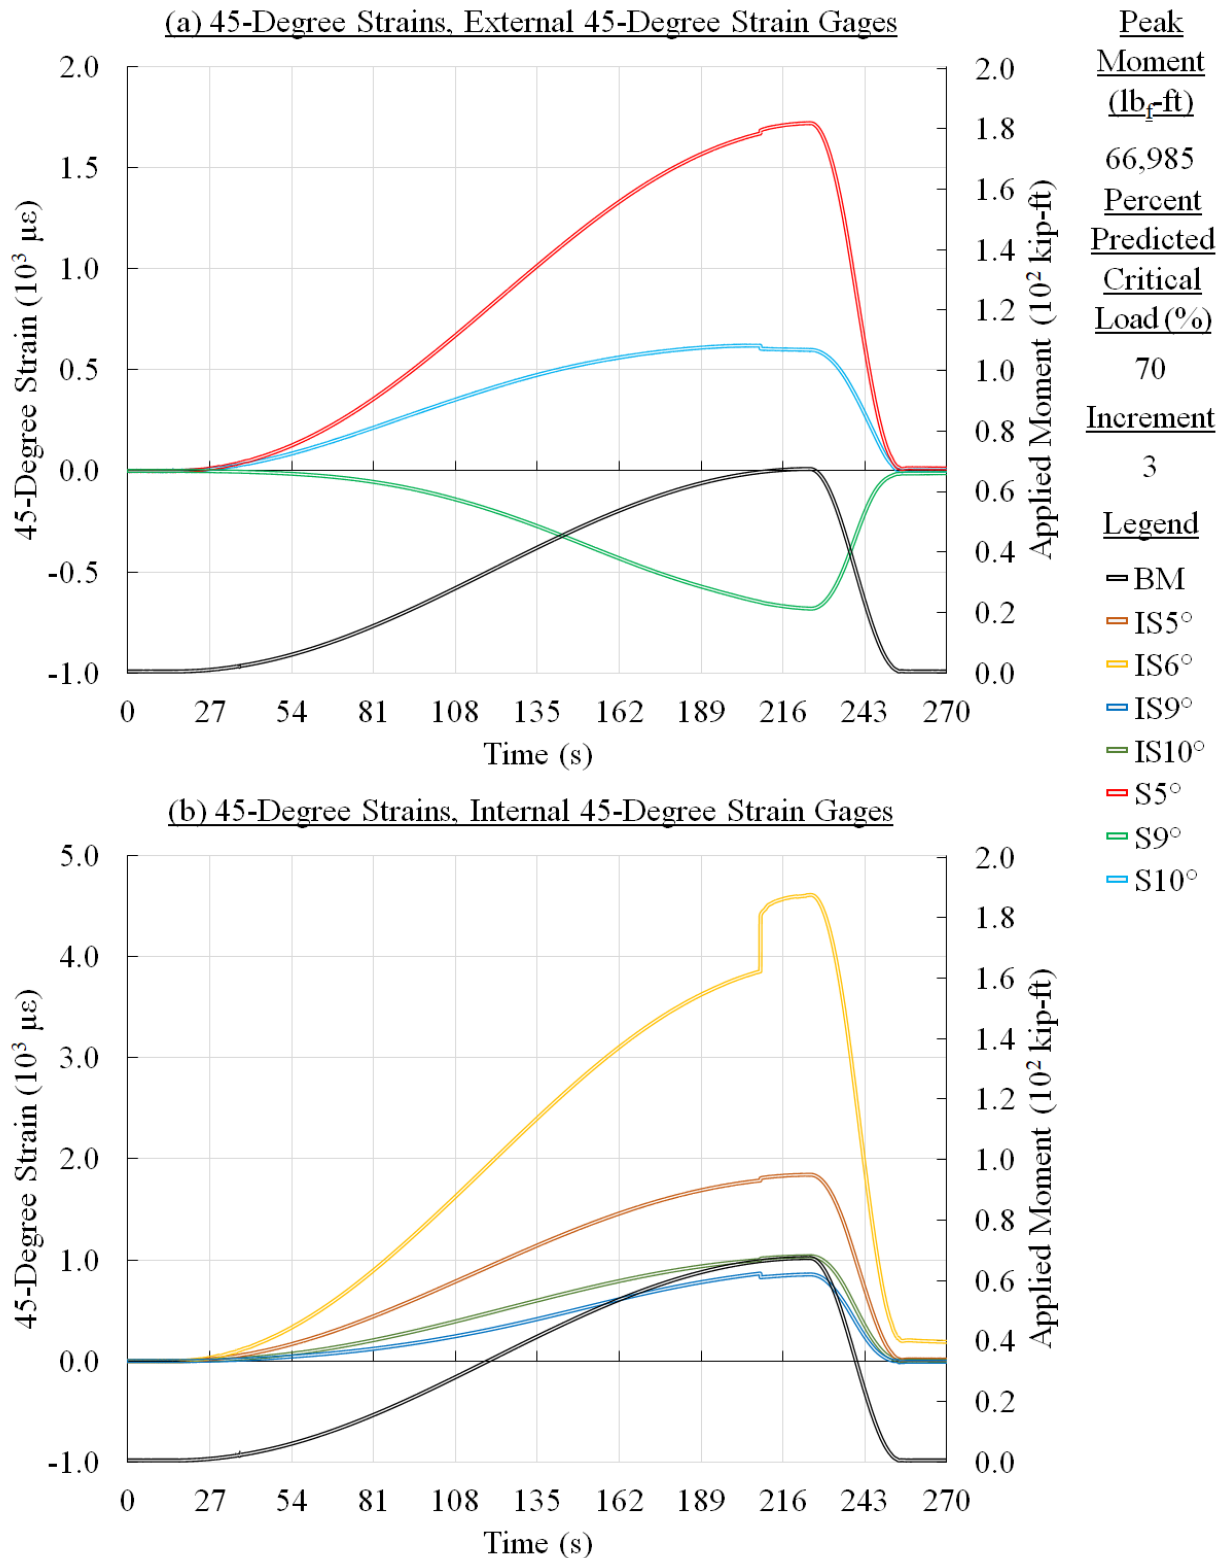 (a) 45-Degree Strains, External 45-Degree Strain Gages
2.0
1.5
1.0
0.5
0.0
-0.5
-1.0
45-Degree Strain (10³ µε)
2.0
1.8
1.6
1.4
1.2
1.0
0.8
0.6
0.4
0.2
0.0
Applied Moment (10² kip-ft)
0 27 54 81 108 135 162 189 216 243 270
Time (s)
Peak
Moment
(lbf-ft)
66,985
Percent
Predicted
Critical
Load (%)
70
Increment
3
Legend
BM
IS5°
IS6°
IS9°
IS10°
S5°
S9°
S10°
(b) 45-Degree Strains, Internal 45-Degree Strain Gages
5.0
4.0
3.0
2.0
1.0
0.0
-1.0
45-Degree Strain (10³ µε)
2.0
1.8
1.6
1.4
1.2
1.0
0.8
0.6
0.4
0.2
0.0
Applied Moment (10² kip-ft)
0 27 54 81 108 135 162 189 216 243 270
Time (s)